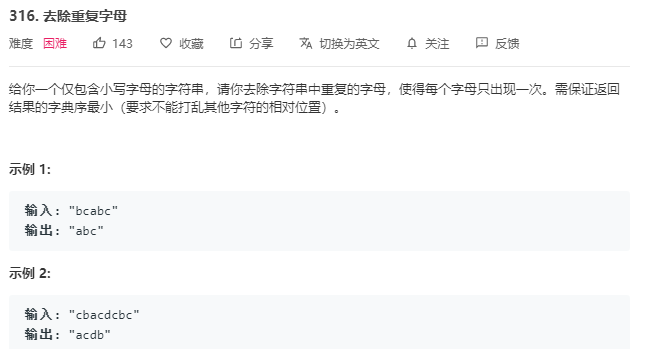 316. 去除重复字母
难度 困难 143 收藏 分享 切换为英文 关注 反馈
给你一个仅包含小写字母的字符串，请你去除字符串中重复的字母，使得每个字母只出现一次。需保证返回
结果的字典序最小（要求不能打乱其他字符的相对位置）。
示例 1:
输入: "bcabc"
输出: "abc"
示例 2:
输入: "cbacdcbc"
输出: "acdb"